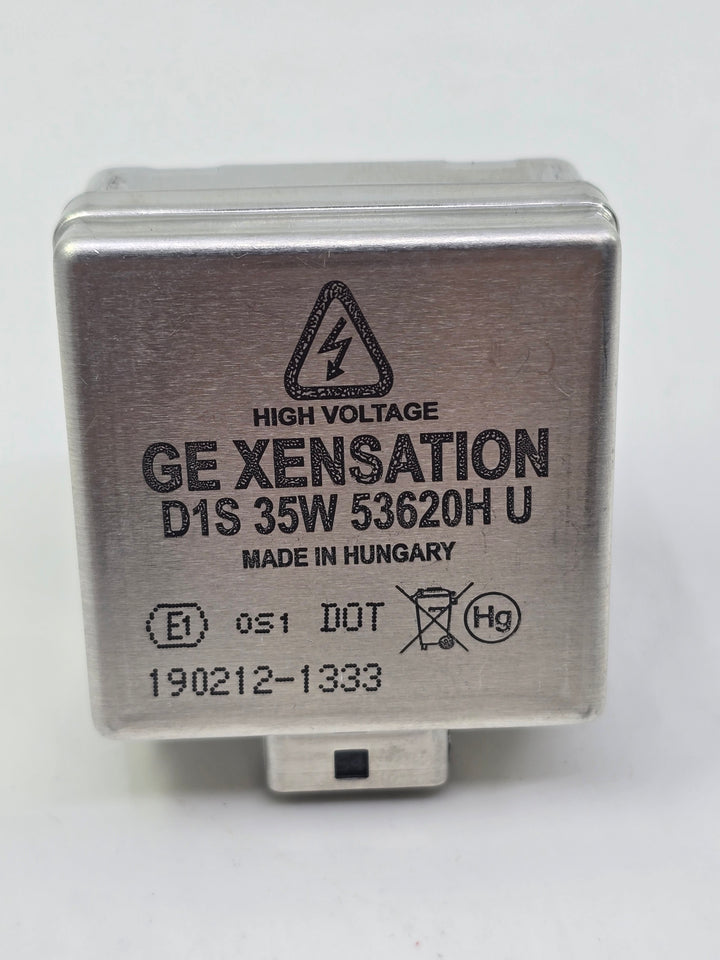 HIGH VOLTAGE
GE XENSATION
D1S 35W 53620H U
MADE IN HUNGARY
E1 0S1 DOT Hg
190212-1333